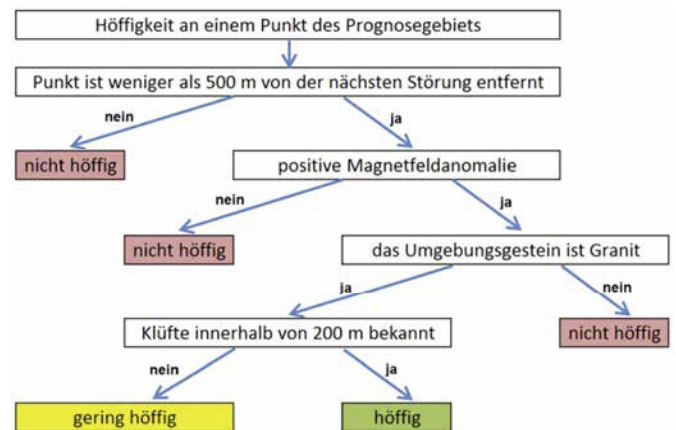 Höffigkeit an einem Punkt des Prognosegebiets
Punkt ist weniger als 500 m von der nächsten Störung entfernt
nein
ja
nicht höffig
positive Magnetfeldanomalie
nein
ja
nicht höffig
das Umgebungsgestein ist Granit
ja
nein
Klüfte innerhalb von 200 m bekannt
nicht höffig
nein
ja
gering höffig
höffig